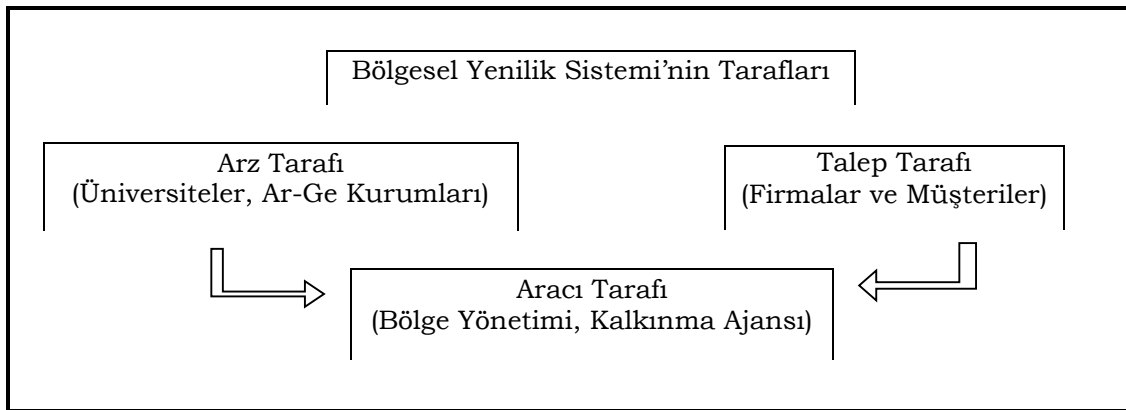 Bölgesel Yenilik Sistemi’nin Tarafları
Arz Tarafı
(Üniversiteler, Ar-Ge Kurumları)
Talep Tarafı
(Firmalar ve Müşteriler)
Aracı Tarafı
(Bölge Yönetimi, Kalkınma Ajansı)